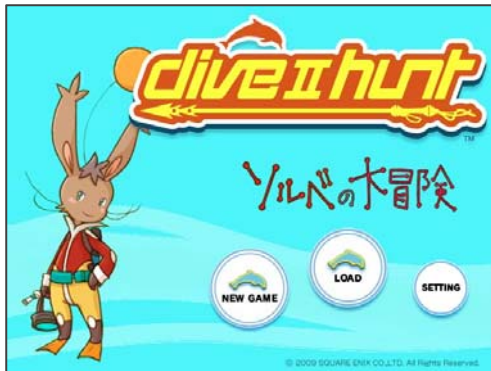 dive II hunt
TM
ソルベの大冒険
NEW GAME
LOAD
SETTING
© 2009 SQUARE ENIX CO.,LTD. All Rights Reserved.